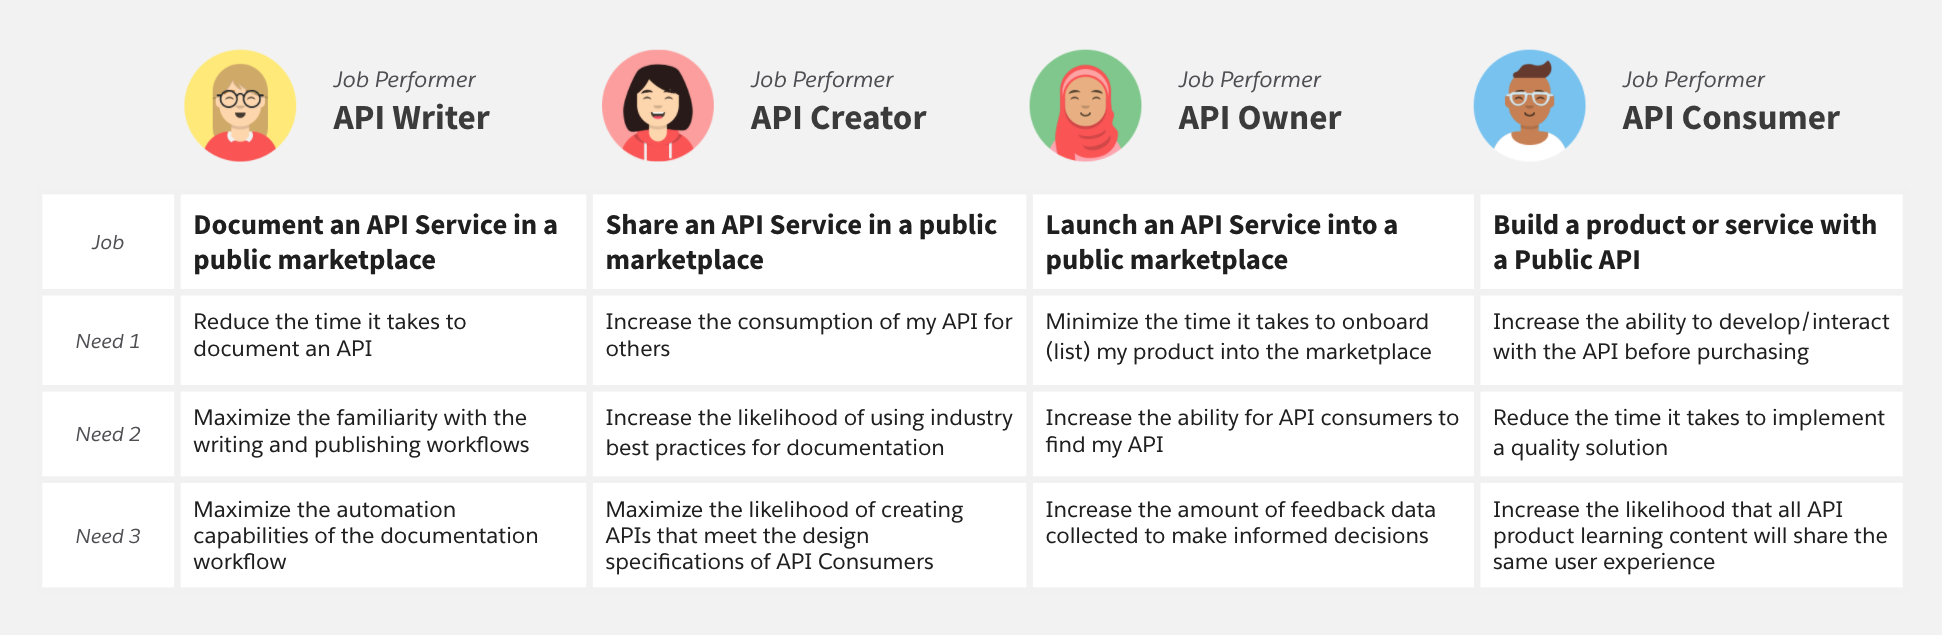 Job Performer
API Writer
Job Performer
API Creator
Job Performer
API Owner
Job Performer
API Consumer
Job
Document an API Service in a
public marketplace
Share an API Service in a public
marketplace
Launch an API Service into a
public marketplace
Build a product or service with
a Public API
Need 1
Reduce the time it takes to
document an API
Increase the consumption of my API for
others
Minimize the time it takes to onboard
(list) my product into the marketplace
Increase the ability to develop/interact
with the API before purchasing
Need 2
Maximize the familiarity with the
writing and publishing workflows
Increase the likelihood of using industry
best practices for documentation
Increase the ability for API consumers to
find my API
Reduce the time it takes to implement
a quality solution
Need 3
Maximize the automation
capabilities of the documentation
workflow
Maximize the likelihood of creating
APIs that meet the design
specifications of API Consumers
Increase the amount of feedback data
collected to make informed decisions
Increase the likelihood that all API
product learning content will share the
same user experience